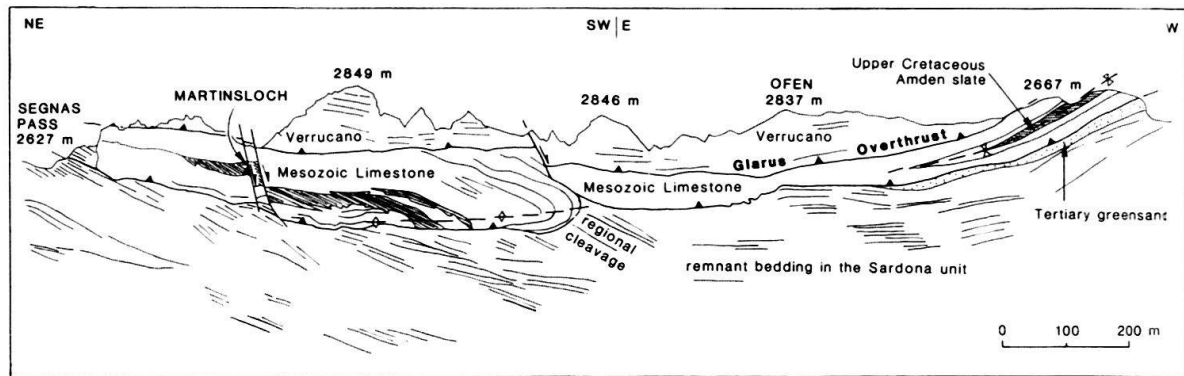 NE
SW | E
W
SEGNAS
PASS
2627 m
MARTINSLOCH
2849 m
Verrucano
Mesozoic Limestone
2846 m
OFEN
2837 m
Verrucano
Glarus Overthrust
Mesozoic Limestone
Upper Cretaceous
Amden slate
2667 m
Tertiary greensant
regional
cleavage
remnant bedding in the Sardona unit
0 100 200 m